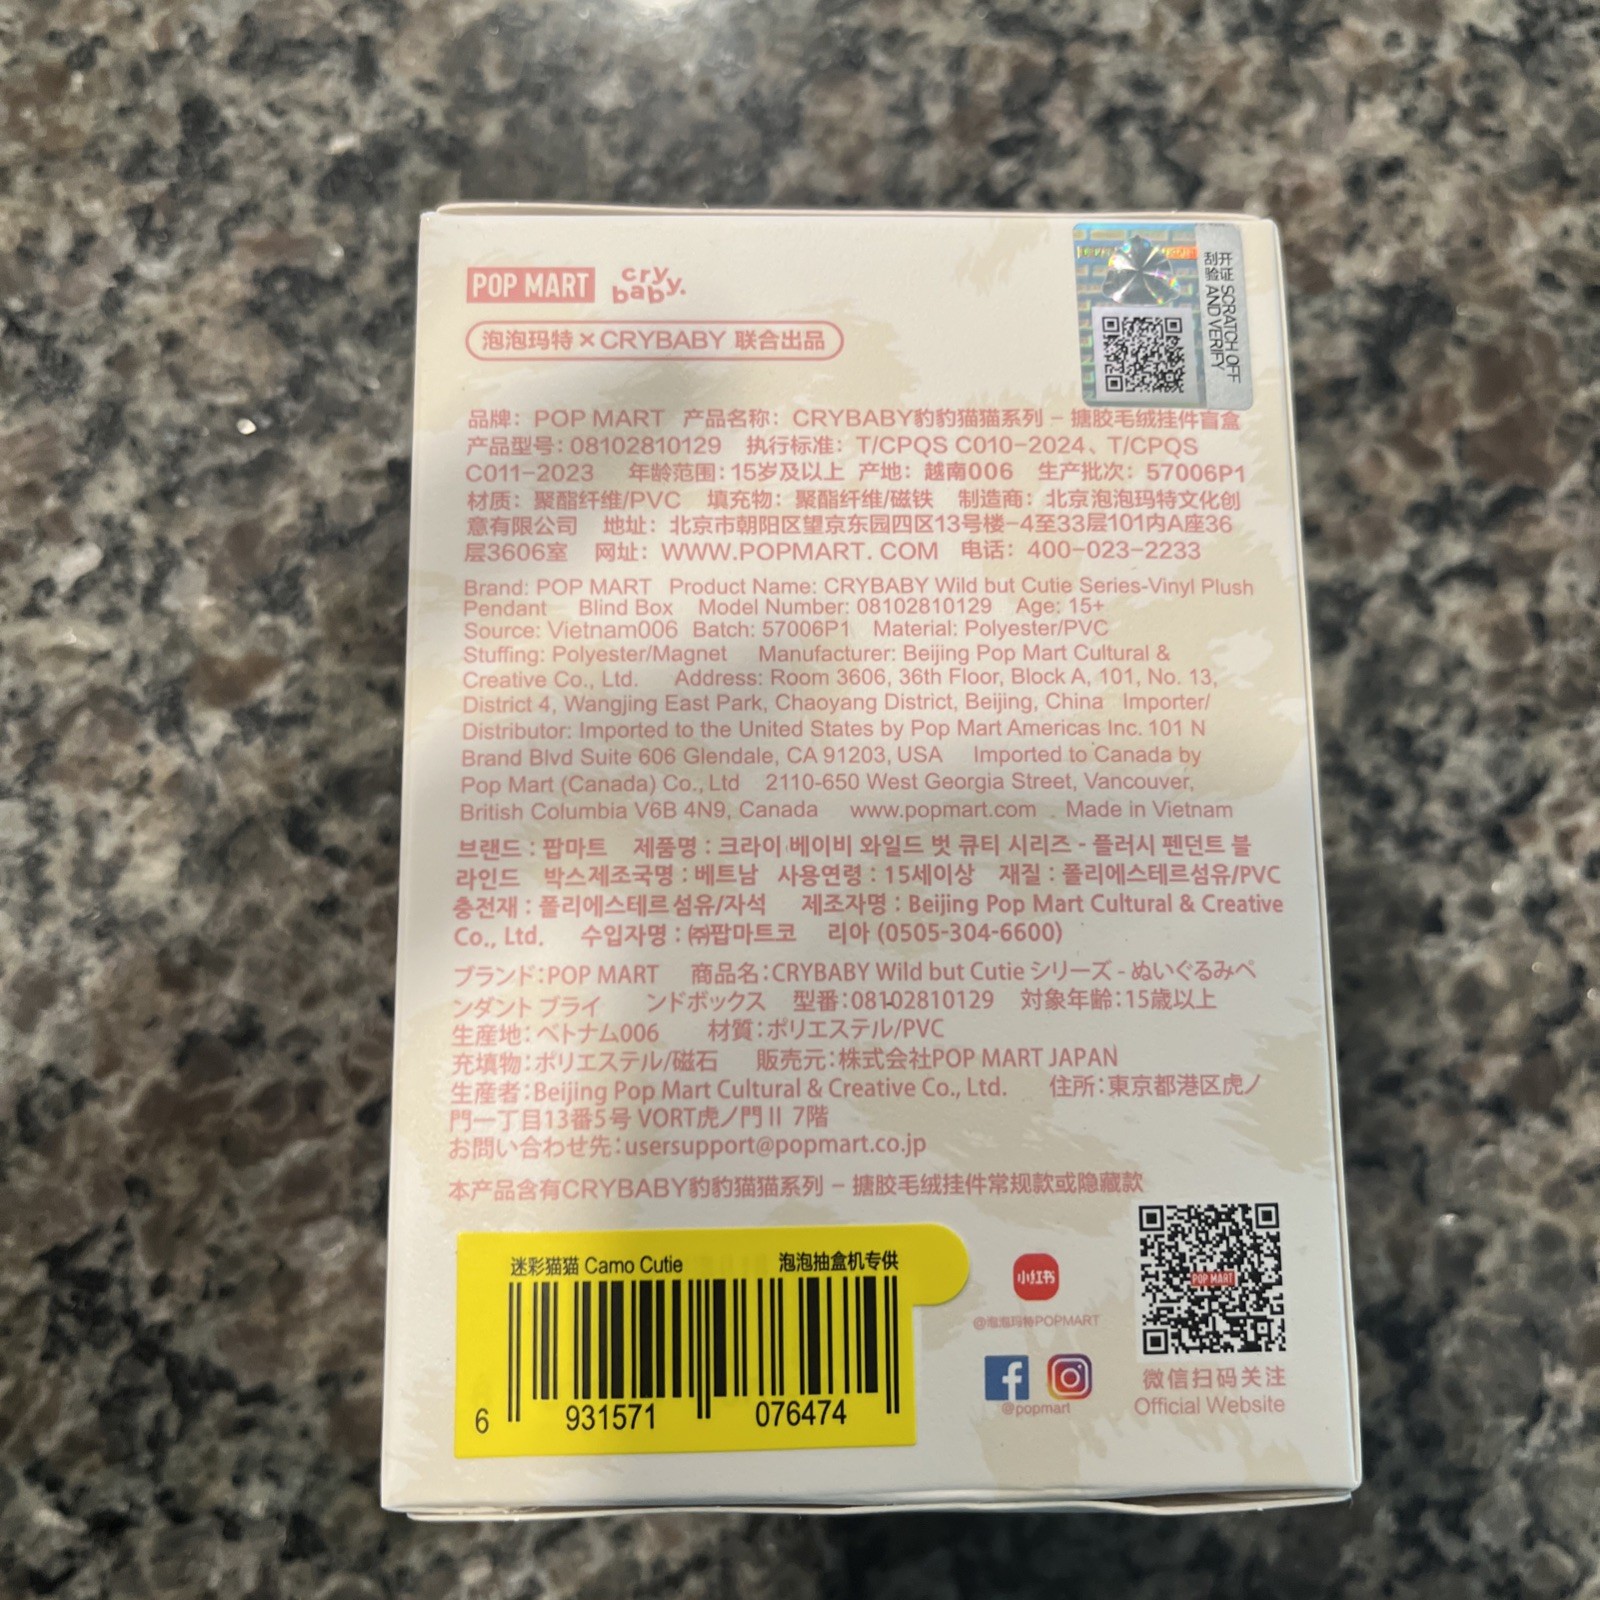 POP MART cry baby.
泡泡玛特×CRYBABY 联合出品
刮开验证 SCRATCH OFF AND VERIFY
品牌：POP MART 产品名称：CRYBABY豹豹猫猫系列－搪胶毛绒挂件盲盒
产品型号：08102810129 执行标准：T/CPQS C010-2024、T/CPQS
C011-2023 年龄范围：15岁及以上 产地：越南006 生产批次：57006P1
材质：聚酯纤维/PVC 填充物：聚酯纤维/磁铁 制造商：北京泡泡玛特文化创
意有限公司 地址：北京市朝阳区望京东园四区13号楼-4至33层101内A座36
层3606室 网址：WWW.POPMART.COM 电话：400-023-2233
Brand: POP MART Product Name: CRYBABY Wild but Cutie Series-Vinyl Plush
Pendant Blind Box Model Number: 08102810129 Age: 15+
Source: Vietnam006 Batch: 57006P1 Material: Polyester/PVC
Stuffing: Polyester/Magnet Manufacturer: Beijing Pop Mart Cultural &
Creative Co., Ltd. Address: Room 3606, 36th Floor, Block A, 101, No. 13,
District 4, Wangjing East Park, Chaoyang District, Beijing, China Importer/
Distributor: Imported to the United States by Pop Mart Americas Inc. 101 N
Brand Blvd Suite 606 Glendale, CA 91203, USA Imported to Canada by
Pop Mart (Canada) Co., Ltd 2110-650 West Georgia Street, Vancouver,
British Columbia V6B 4N9, Canada www.popmart.com Made in Vietnam
브랜드 : 팝마트 제품명 : 크라이 베이비 와일드 벗 큐티 시리즈 - 플러시 펜던트 블
라인드 박스제조국명 : 베트남 사용연령 : 15세이상 재질 : 폴리에스테르섬유/PVC
충전재 : 폴리에스테르섬유/자석 제조자명 : Beijing Pop Mart Cultural & Creative
Co., Ltd. 수입자명 : ㈜팝마트코 리아 (0505-304-6600)
ブランド：POP MART 商品名：CRYBABY Wild but Cutie シリーズ - ぬいぐるみペ
ンダント ブライ ンドボックス 型番：08102810129 対象年齢：15歳以上
生産地：ベトナム006 材質：ポリエステル/PVC
充填物：ポリエステル/磁石 販売元：株式会社POP MART JAPAN
生産者：Beijing Pop Mart Cultural & Creative Co., Ltd. 住所：東京都港区虎ノ
門一丁目13番5号 VORT虎ノ門Ⅱ 7階
お問い合わせ先：usersupport@popmart.co.jp
本产品含有CRYBABY豹豹猫猫系列－搪胶毛绒挂件常规款或隐藏款
迷彩猫猫 Camo Cutie 泡泡抽盒机专供
6 931571 076474
小红书
@泡泡玛特POPMART
@popmart
POP MART
微信扫码关注
Official Website